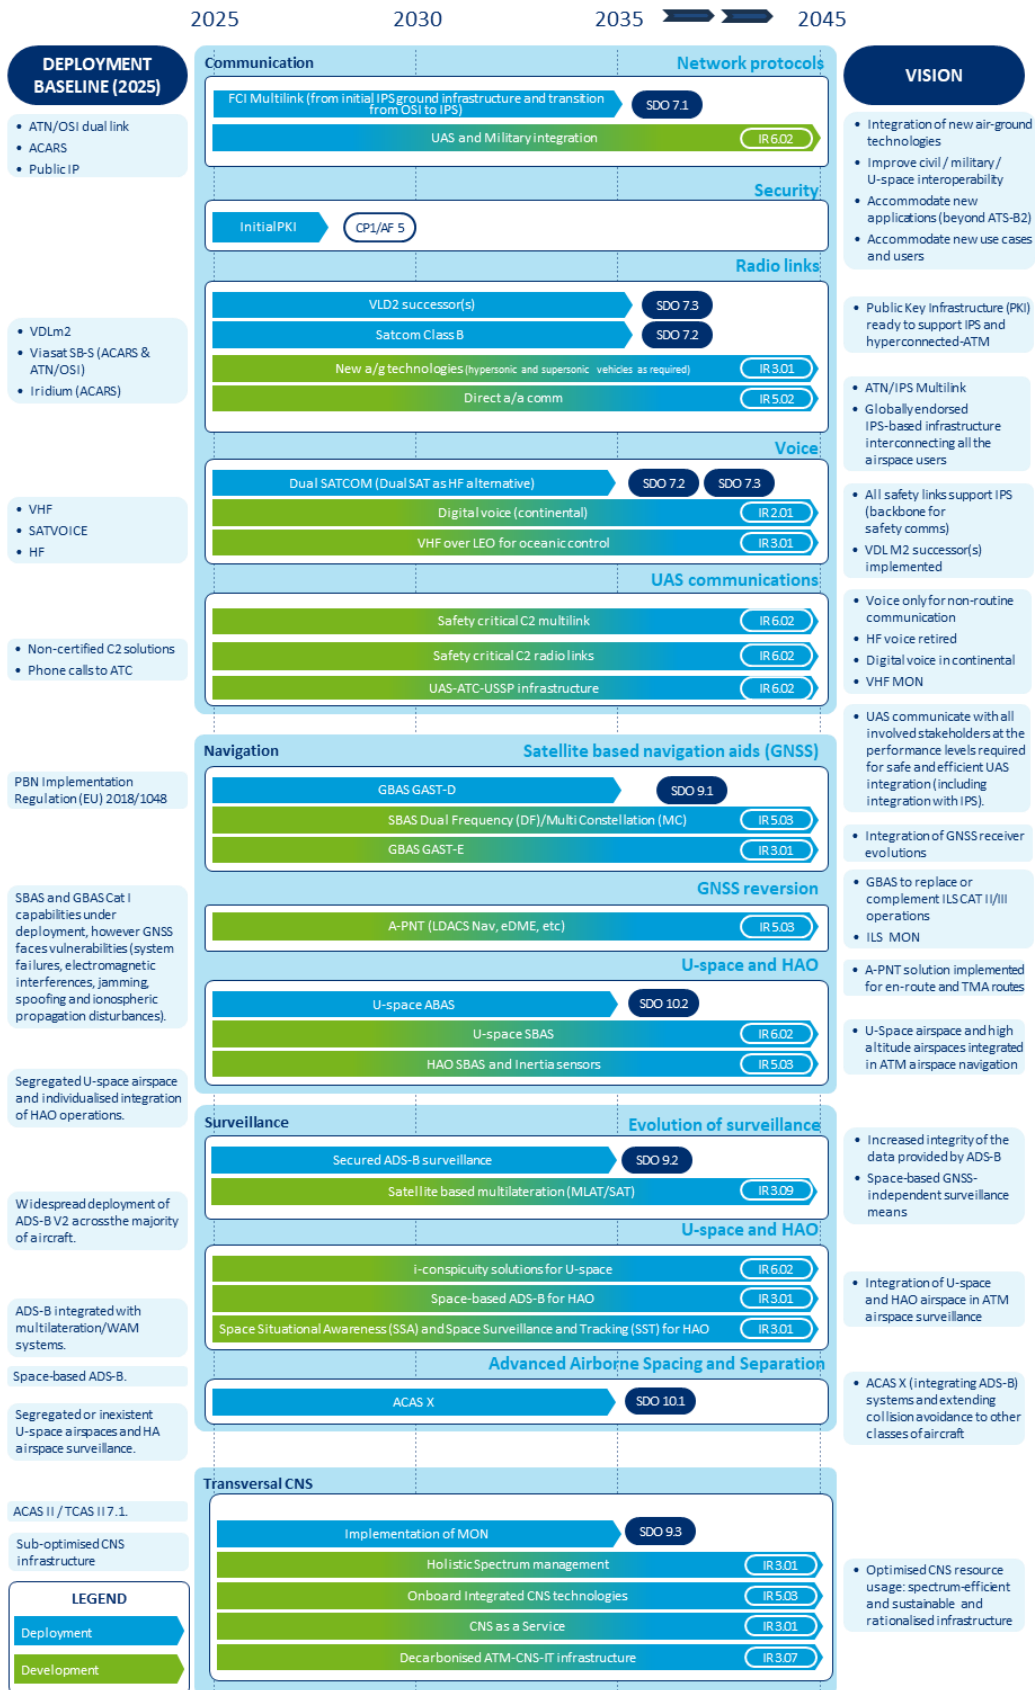 2025
2030
2035
2045
DEPLOYMENT
BASELINE (2025)
• ATN/OSI dual link
• ACARS
• Public IP
• VDLm2
• Viasat SB-S (ACARS &
ATN/OSI)
• Iridium (ACARS)
• VHF
• SATVOICE
• HF
• Non-certified C2 solutions
• Phone calls to ATC
PBN Implementation
Regulation (EU) 2018/1048
SBAS and GBAS Cat I
capabilities under
deployment, however GNSS
faces vulnerabilities (system
failures, electromagnetic
interferences, jamming,
spoofing and ionospheric
propagation disturbances).
Segregated U-space airspace
and individualised integration
of HAO operations.
Widespread deployment of
ADS-B V2 across the majority
of aircraft.
ADS-B integrated with
multilateration/WAM
systems.
Space-based ADS-B.
Segregated or inexistent
U-space airspaces and HA
airspace surveillance.
ACAS II / TCAS II 7.1.
Sub-optimised CNS
infrastructure
LEGEND
Deployment
Development
Communication
Network protocols
FCI Multilink (from initial IPS ground infrastructure and transition
from OSI to IPS)
SDO 7.1
UAS and Military integration
IR 6.02
Security
Initial PKI
CP1/AF 5
Radio links
VLD2 successor(s)
SDO 7.3
Satcom Class B
SDO 7.2
New a/g technologies (hypersonic and supersonic vehicles as required)
IR 3.01
Direct a/a comm
IR 5.02
Voice
Dual SATCOM (Dual SAT as HF alternative)
SDO 7.2
SDO 7.3
Digital voice (continental)
IR 2.01
VHF over LEO for oceanic control
IR 3.01
UAS communications
Safety critical C2 multilink
IR 6.02
Safety critical C2 radio links
IR 6.02
UAS-ATC-USSP infrastructure
IR 6.02
Navigation
Satellite based navigation aids (GNSS)
GBAS GAST-D
SDO 9.1
SBAS Dual Frequency (DF)/Multi Constellation (MC)
IR 5.03
GBAS GAST-E
IR 3.01
GNSS reversion
A-PNT (LDACS Nav, eDME, etc)
IR 5.03
U-space and HAO
U-space ABAS
SDO 10.2
U-space SBAS
IR 6.02
HAO SBAS and Inertia sensors
IR 5.03
Surveillance
Evolution of surveillance
Secured ADS-B surveillance
SDO 9.2
Satellite based multilateration (MLAT/SAT)
IR 3.09
U-space and HAO
i-conspicuity solutions for U-space
IR 6.02
Space-based ADS-B for HAO
IR 3.01
Space Situational Awareness (SSA) and Space Surveillance and Tracking (SST) for HAO
IR 3.01
Advanced Airborne Spacing and Separation
ACAS X
SDO 10.1
Transversal CNS
Implementation of MON
SDO 9.3
Holistic Spectrum management
IR 3.01
Onboard Integrated CNS technologies
IR 5.03
CNS as a Service
IR 3.01
Decarbonised ATM-CNS-IT infrastructure
IR 3.07
VISION
• Integration of new air-ground
technologies
• Improve civil / military /
U-space interoperability
• Accommodate new
applications (beyond ATS-B2)
• Accommodate new use cases
and users
• Public Key Infrastructure (PKI)
ready to support IPS and
hyperconnected-ATM
• ATN/IPS Multilink
• Globally endorsed
IPS-based infrastructure
interconnecting all the
airspace users
• All safety links support IPS
(backbone for
safety comms)
• VDL M2 successor(s)
implemented
• Voice only for non-routine
communication
• HF voice retired
• Digital voice in continental
• VHF MON
• UAS communicate with all
involved stakeholders at the
performance levels required
for safe and efficient UAS
integration (including
integration with IPS).
• Integration of GNSS receiver
evolutions
• GBAS to replace or
complement ILS CAT II/III
operations
• ILS MON
• A-PNT solution implemented
for en-route and TMA routes
• U-Space airspace and high
altitude airspaces integrated
in ATM airspace navigation
• Increased integrity of the
data provided by ADS-B
• Space-based GNSS-
independent surveillance
means
• Integration of U-space
and HAO airspace in ATM
airspace surveillance
• ACAS X (integrating ADS-B)
systems and extending
collision avoidance to other
classes of aircraft
• Optimised CNS resource
usage: spectrum-efficient
and sustainable and
rationalised infrastructure